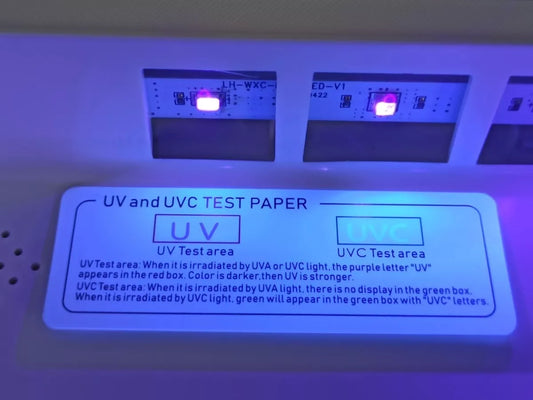 LH-WXC-
ED-V1
0422
UV and UVC TEST PAPER
UV UVC
UV Test area UVC Test area
UV Test area: When it is irradiated by UVA or UVC light, the purple letter "UV"
appears in the red box. Color is darker, then UV is stronger.
UVC Test area: When it is irradiated by UVA light, there is no display in the green box.
When it is irradiated by UVC light, green will appear in the green box with "UVC" letters.